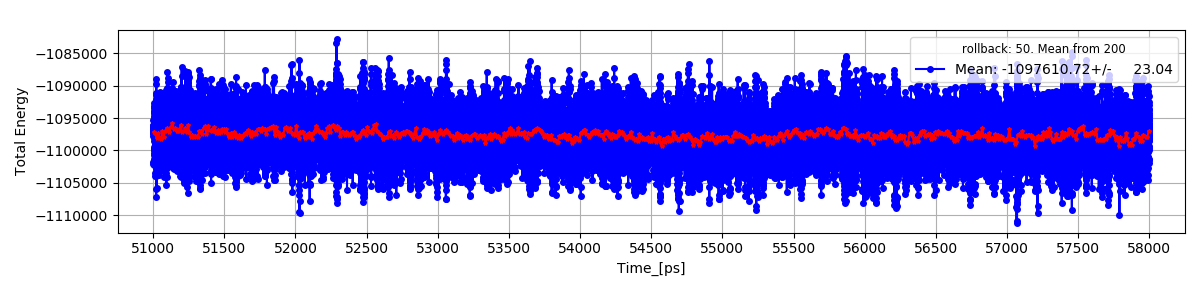 −1085000
−1090000
−1095000
−1100000
−1105000
−1110000
Total Energy
rollback: 50. Mean from 200
Mean: -1097610.72+/- 23.04
51000 51500 52000 52500 53000 53500 54000 54500 55000 55500 56000 56500 57000 57500 58000
Time_[ps]